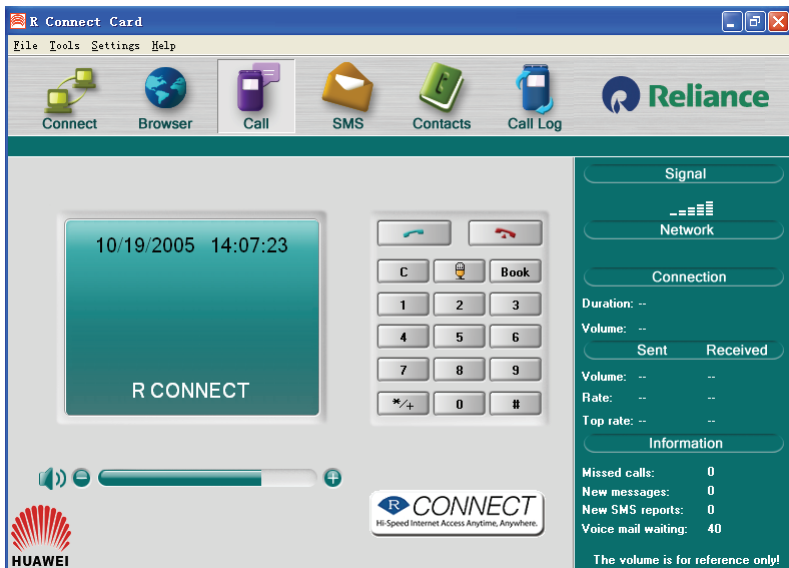 R Connect Card
File Tools Settings Help
Connect Browser Call SMS Contacts Call Log
Reliance
10/19/2005 14:07:23
R CONNECT
C Book
1 2 3
4 5 6
7 8 9
*/+ 0 #
R CONNECT
Hi-Speed Internet Access Anytime, Anywhere.
HUAWEI
Signal
Network
Connection
Duration: --
Volume: --
Sent Received
Volume: -- --
Rate: -- --
Top rate: -- --
Information
Missed calls: 0
New messages: 0
New SMS reports: 0
Voice mail waiting: 40
The volume is for reference only!